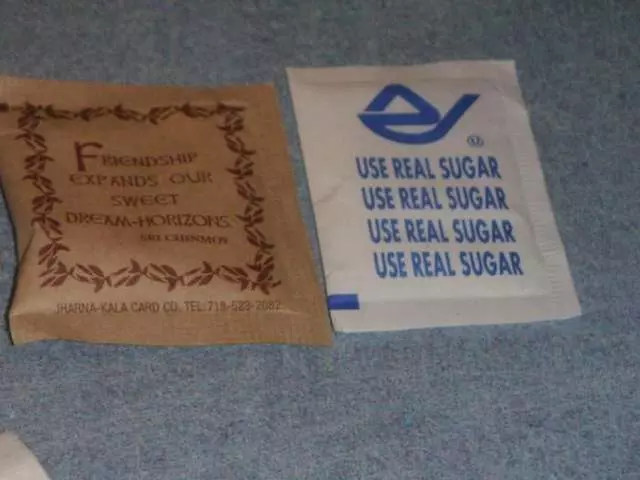 FRIENDSHIP
EXPANDS OUR
SWEET
DREAM-HORIZONS
SRI CHINMOY
JHARNA-KALA CARD CO. TEL: 718-523-2082
U
USE REAL SUGAR
USE REAL SUGAR
USE REAL SUGAR
USE REAL SUGAR